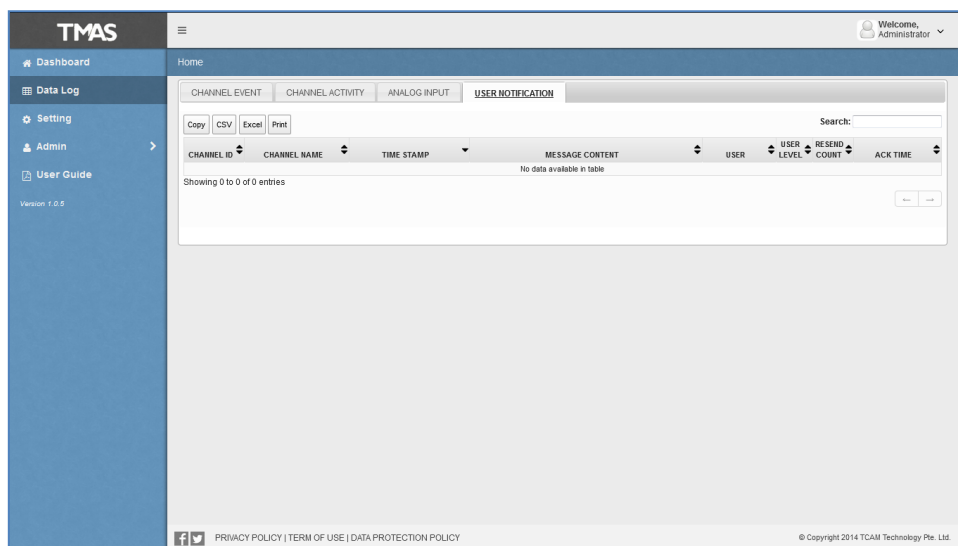 TMAS
Welcome,
Administrator
Dashboard
Home
Data Log
Setting
Admin
User Guide
Version 1.0.5
CHANNEL EVENT CHANNEL ACTIVITY ANALOG INPUT USER NOTIFICATION
Copy CSV Excel Print Search:
CHANNEL ID CHANNEL NAME TIME STAMP MESSAGE CONTENT USER USER LEVEL RESEND COUNT ACK TIME
No data available in table
Showing 0 to 0 of 0 entries
← →
PRIVACY POLICY | TERM OF USE | DATA PROTECTION POLICY © Copyright 2014 TCAM Technology Pte. Ltd.